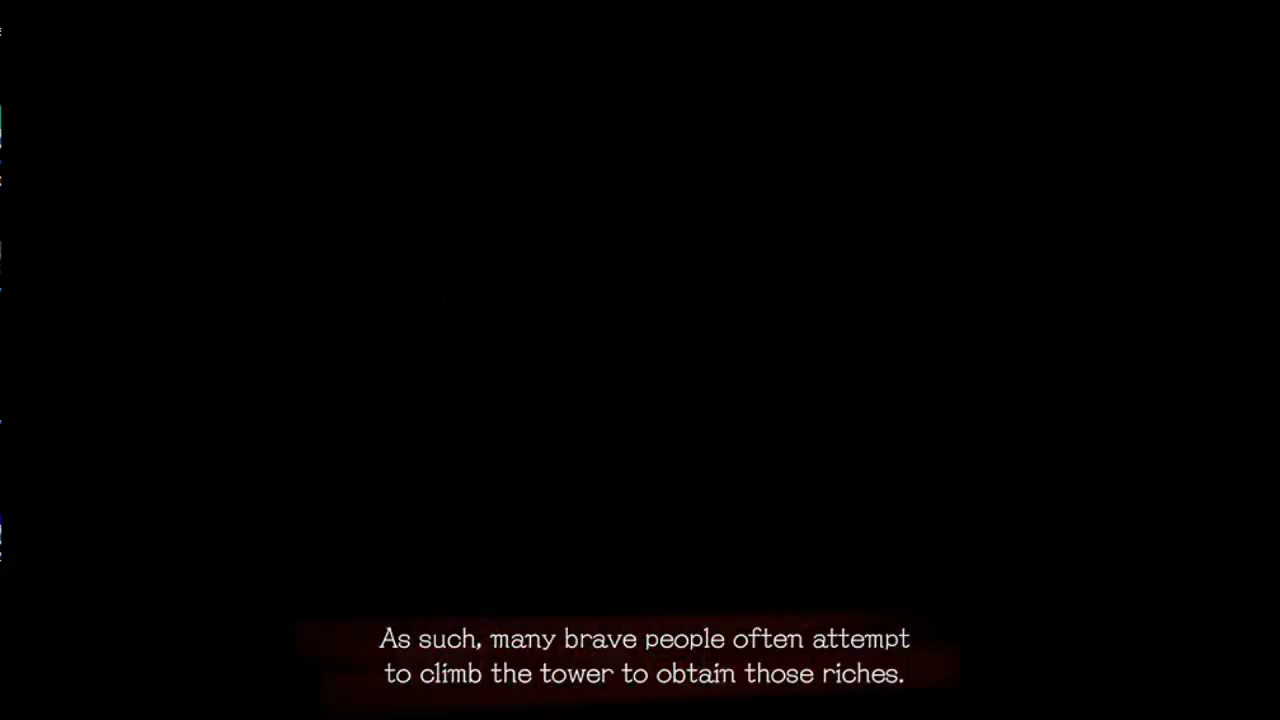 As such, many brave people often attempt
to climb the tower to obtain those riches.